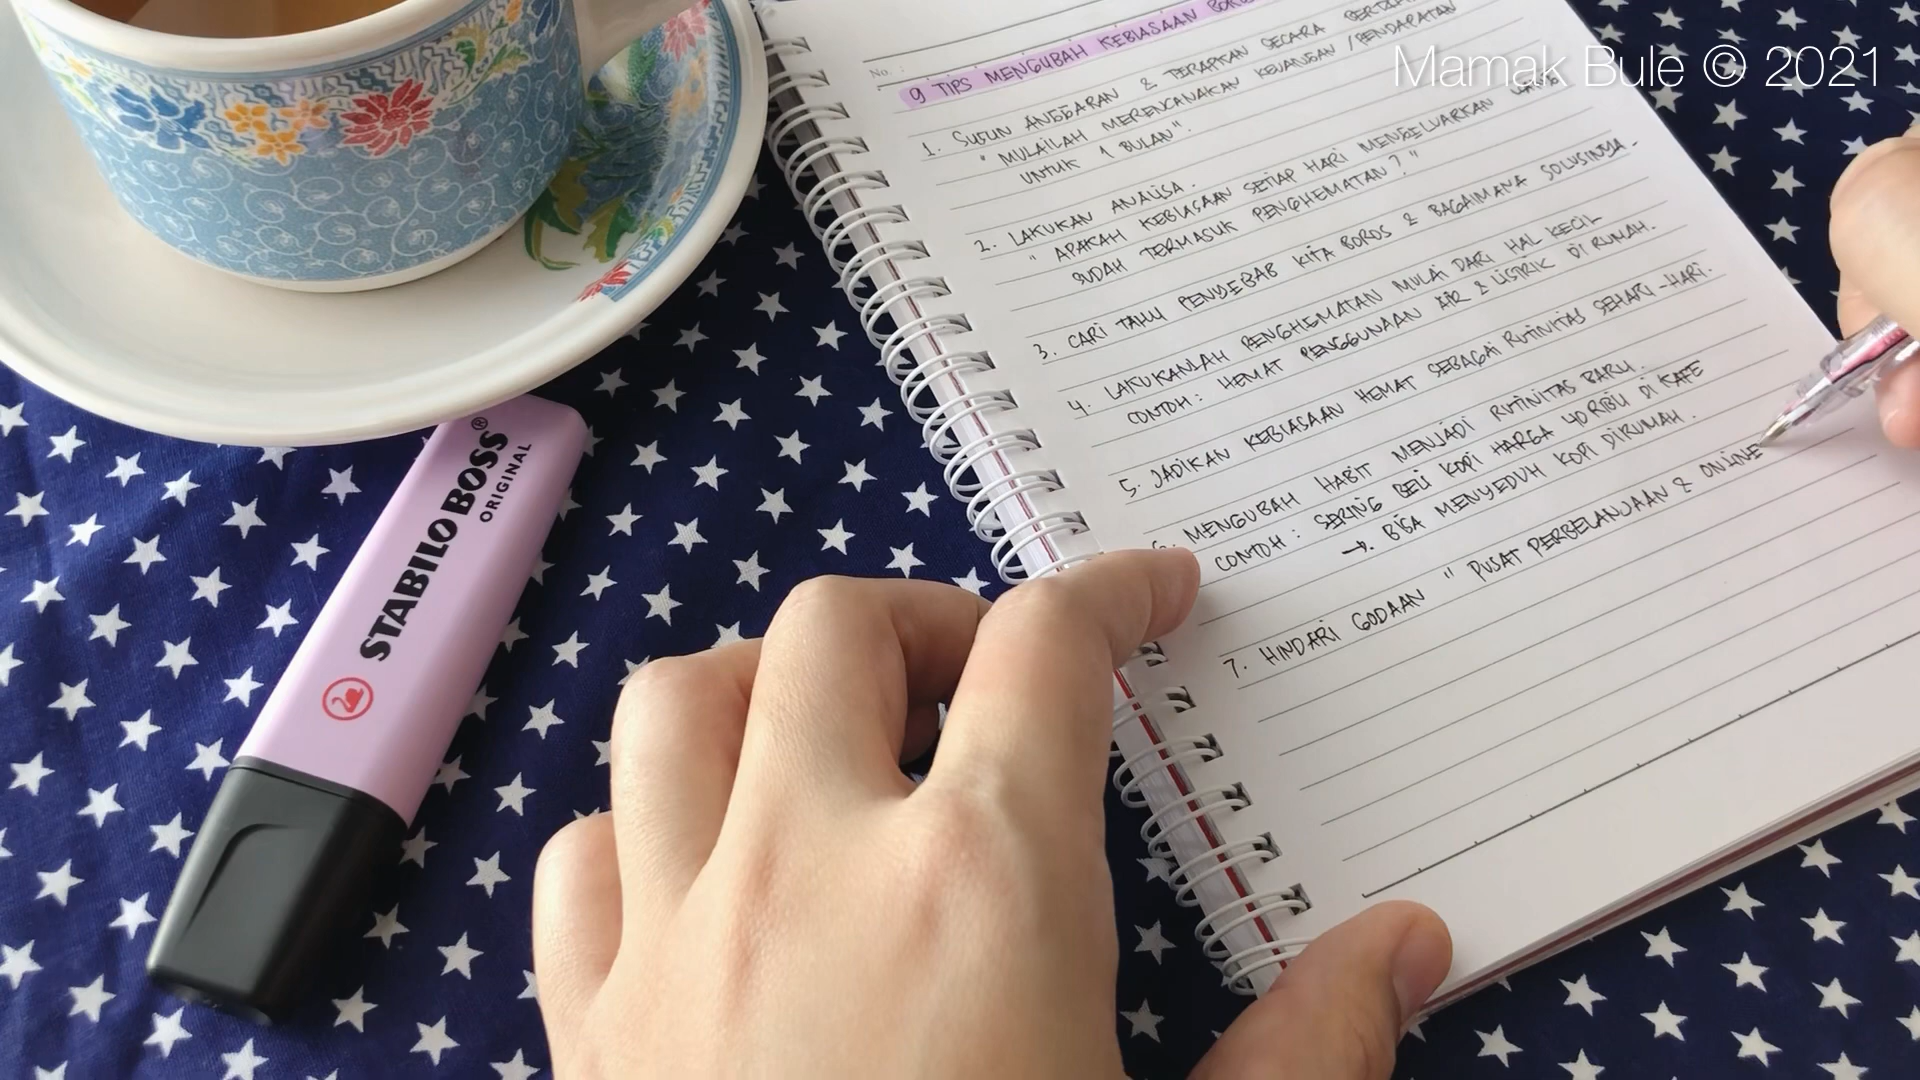 Mamak Bule © 2021
No. :
9 TIPS MENGUBAH KEBIASAAN BOROS
1. SUSUN ANGGARAN & TERAPKAN SECARA
" MULAILAH MERENCANAKAN KEUANGAN / PENDAPATAN
UNTUK 1 BULAN".
2. LAKUKAN ANALISA.
" APAKAH KEBIASAAN SETIAP HARI MENGELUARKAN
SUDAH TERMASUK PENGHEMATAN ? "
3. CARI TAHU PENYEBAB KITA BOROS & BAGAIMANA SOLUSINYA.
4. LAKUKANLAH PENGHEMATAN MULAI DARI HAL KECIL
CONTOH : HEMAT PENGGUNAAN AIR & LISTRIK DI RUMAH.
5. JADIKAN KEBIASAAN HEMAT SEBAGAI RUTINITAS SEHARI-HARI.
6. MENGUBAH HABIT MENJADI RUTINITAS BARU.
CONTOH : SERING BELI KOPI HARGA 40 RIBU DI KAFE
→. BISA MENYEDUH KOPI DIRUMAH.
7. HINDARI GODAAN " PUSAT PERBELANJAAN & ONLINE
STABILO BOSS®
ORIGINAL